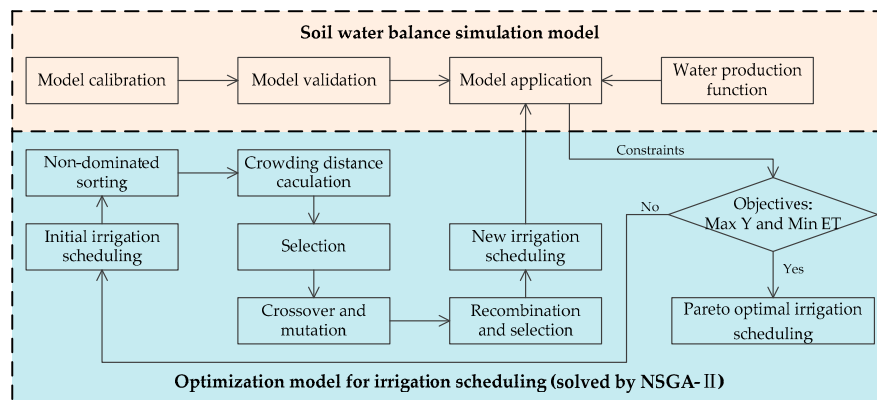 Soil water balance simulation model
Model calibration
Model validation
Model application
Water production
function
Constraints
Non-dominated
sorting
Crowding distance
caculation
Objectives:
Max Y and Min ET
No
Initial irrigation
scheduling
Selection
New irrigation
scheduling
Yes
Crossover and
mutation
Recombination
and selection
Pareto optimal irrigation
scheduling
Optimization model for irrigation scheduling (solved by NSGA-II)